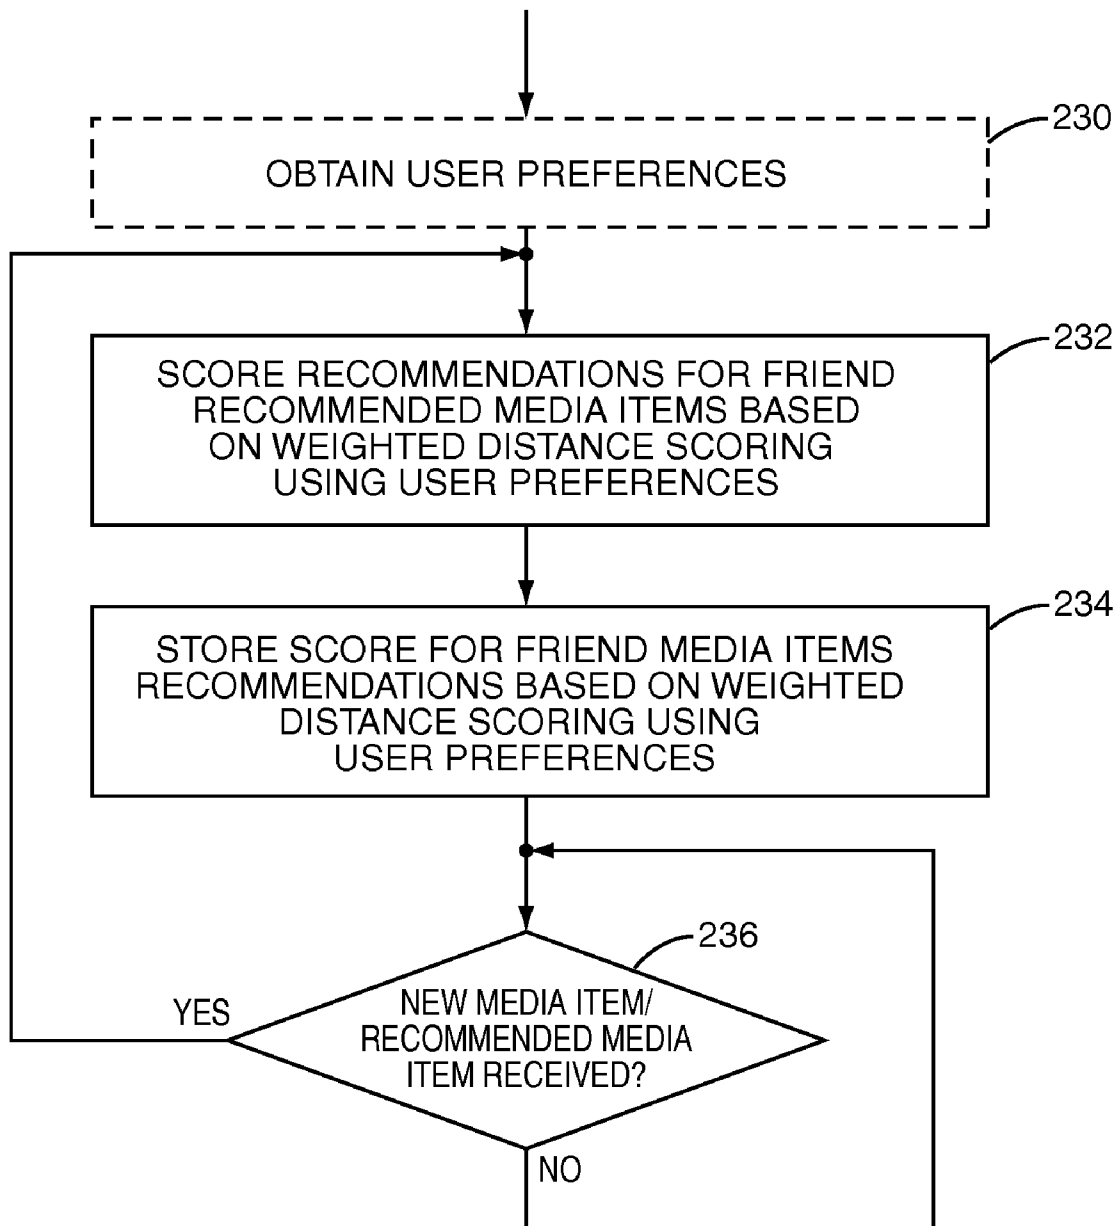 230
OBTAIN USER PREFERENCES
232
SCORE RECOMMENDATIONS FOR FRIEND
RECOMMENDED MEDIA ITEMS BASED
ON WEIGHTED DISTANCE SCORING
USING USER PREFERENCES
234
STORE SCORE FOR FRIEND MEDIA ITEMS
RECOMMENDATIONS BASED ON WEIGHTED
DISTANCE SCORING USING
USER PREFERENCES
236
YES
NEW MEDIA ITEM/
RECOMMENDED MEDIA
ITEM RECEIVED?
NO